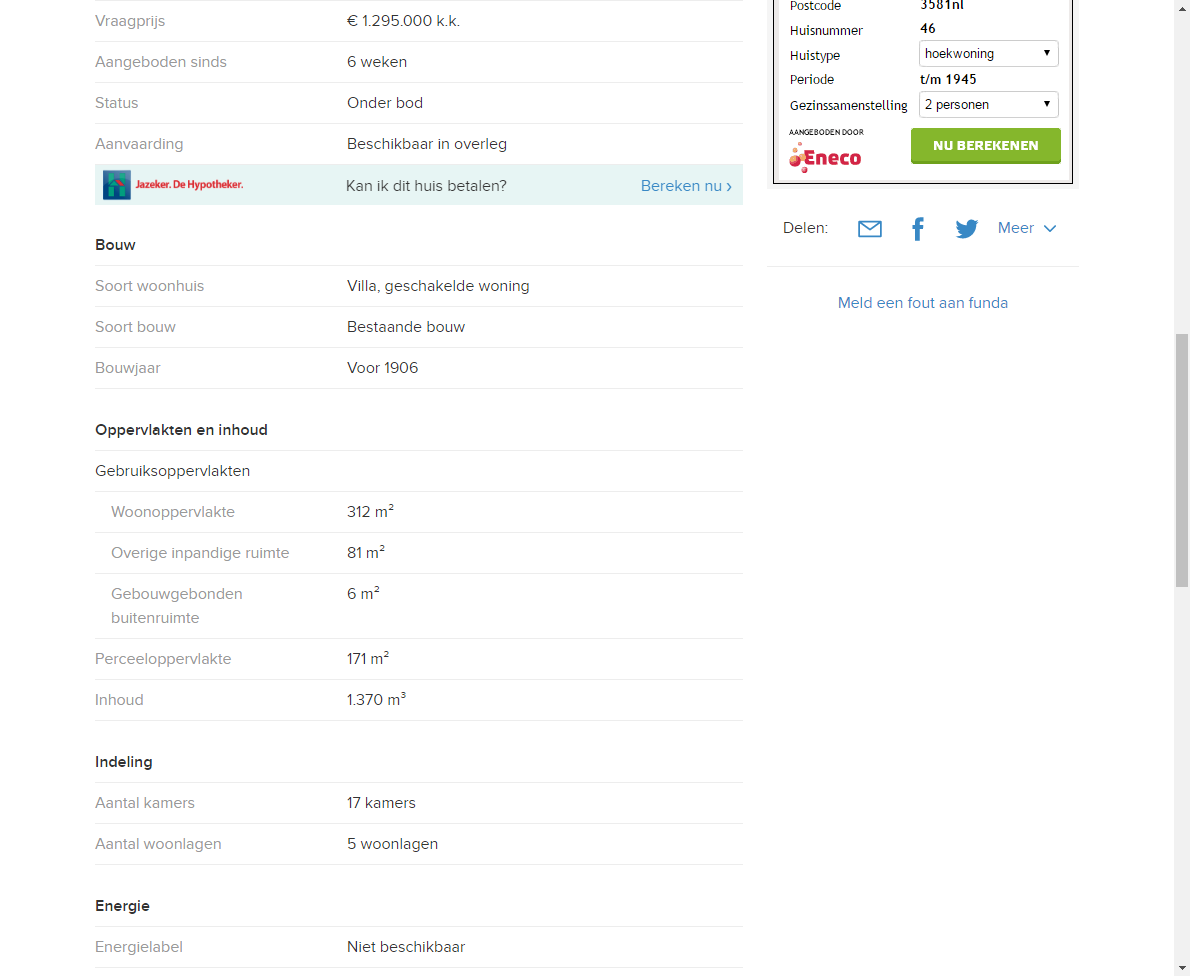 Vraagprijs € 1.295.000 k.k.
Aangeboden sinds 6 weken
Status Onder bod
Aanvaarding Beschikbaar in overleg
Jazeker. De Hypotheker. Kan ik dit huis betalen? Bereken nu ›
Bouw
Soort woonhuis Villa, geschakelde woning
Soort bouw Bestaande bouw
Bouwjaar Voor 1906
Oppervlakten en inhoud
Gebruiksoppervlakten
Woonoppervlakte 312 m²
Overige inpandige ruimte 81 m²
Gebouwgebonden 6 m²
buitenruimte
Perceeloppervlakte 171 m²
Inhoud 1.370 m³
Indeling
Aantal kamers 17 kamers
Aantal woonlagen 5 woonlagen
Energie
Energielabel Niet beschikbaar
Postcode 3581nl
Huisnummer 46
Huistype hoekwoning
Periode t/m 1945
Gezinssamenstelling 2 personen
AANGEBODEN DOOR
Eneco NU BEREKENEN
Delen: Meer
Meld een fout aan funda